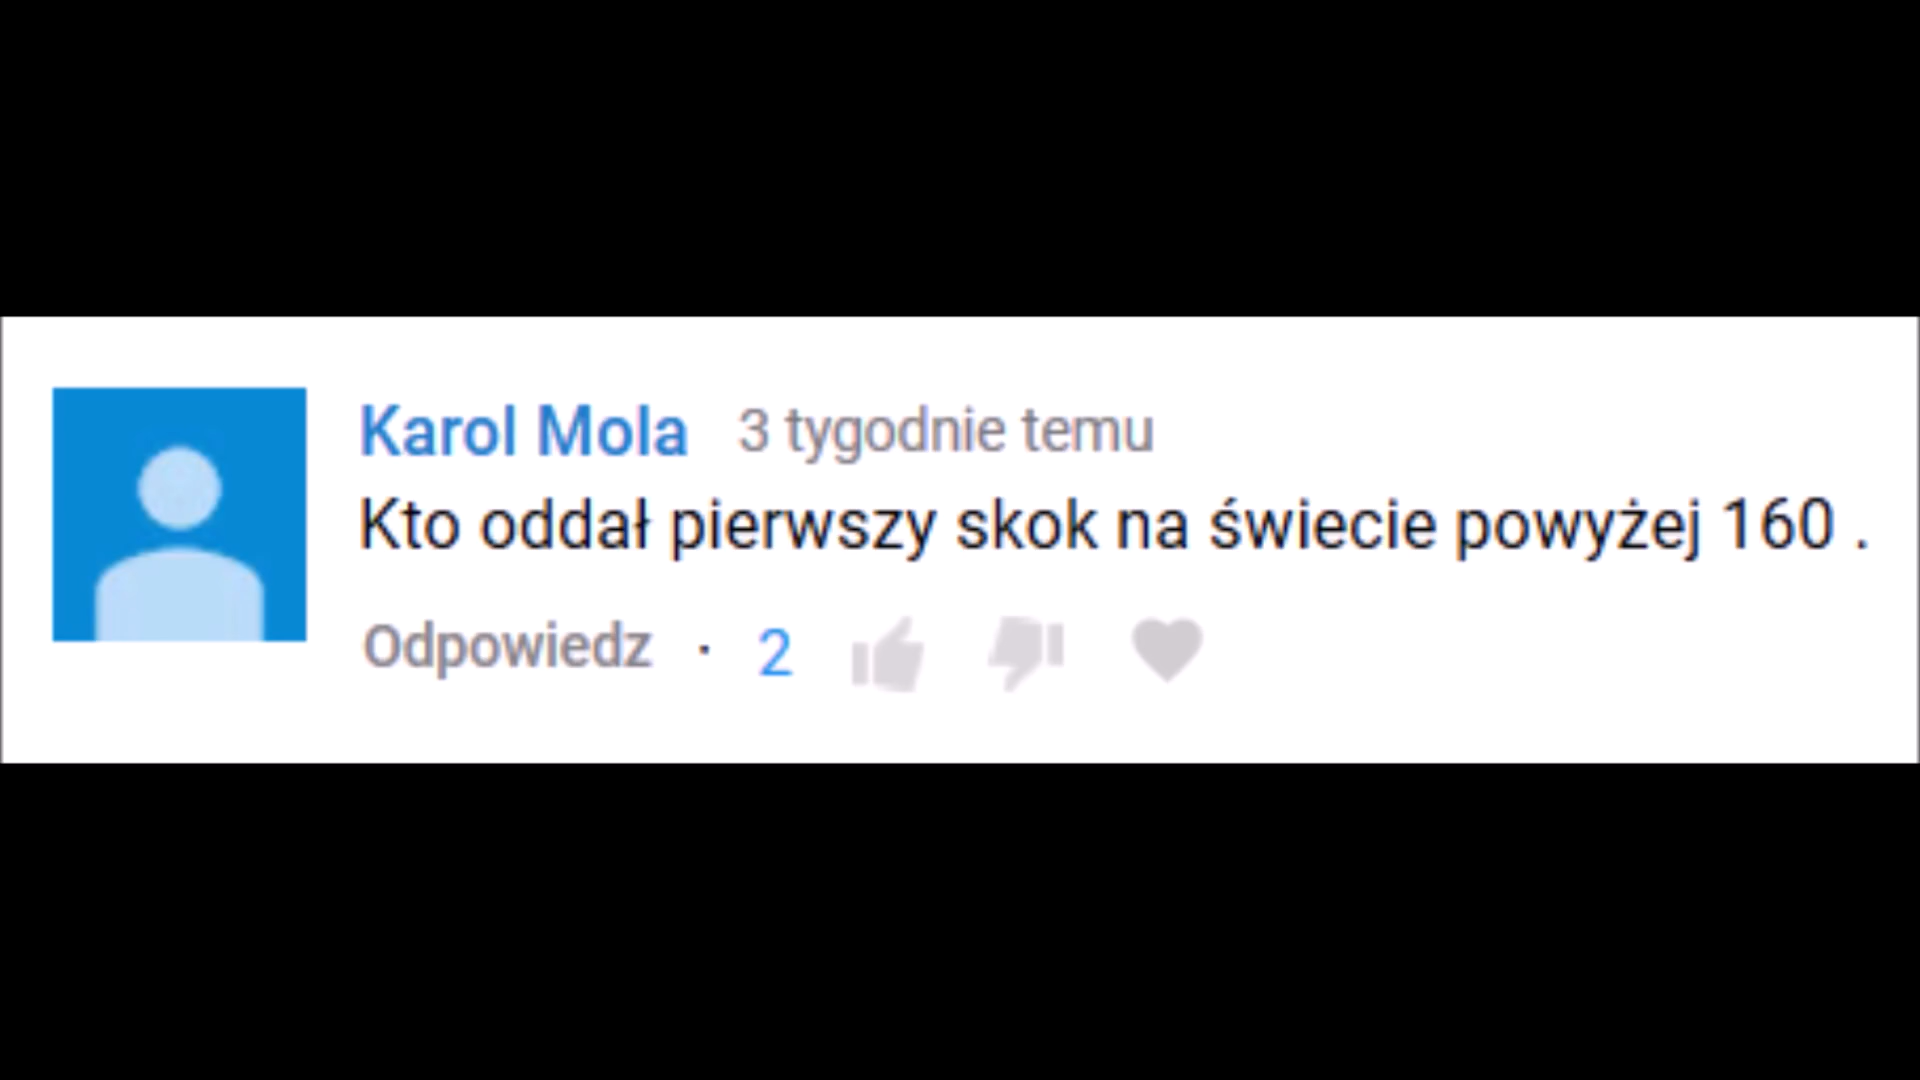 Karol Mola 3 tygodnie temu
Kto oddał pierwszy skok na świecie powyżej 160 .
Odpowiedz · 2